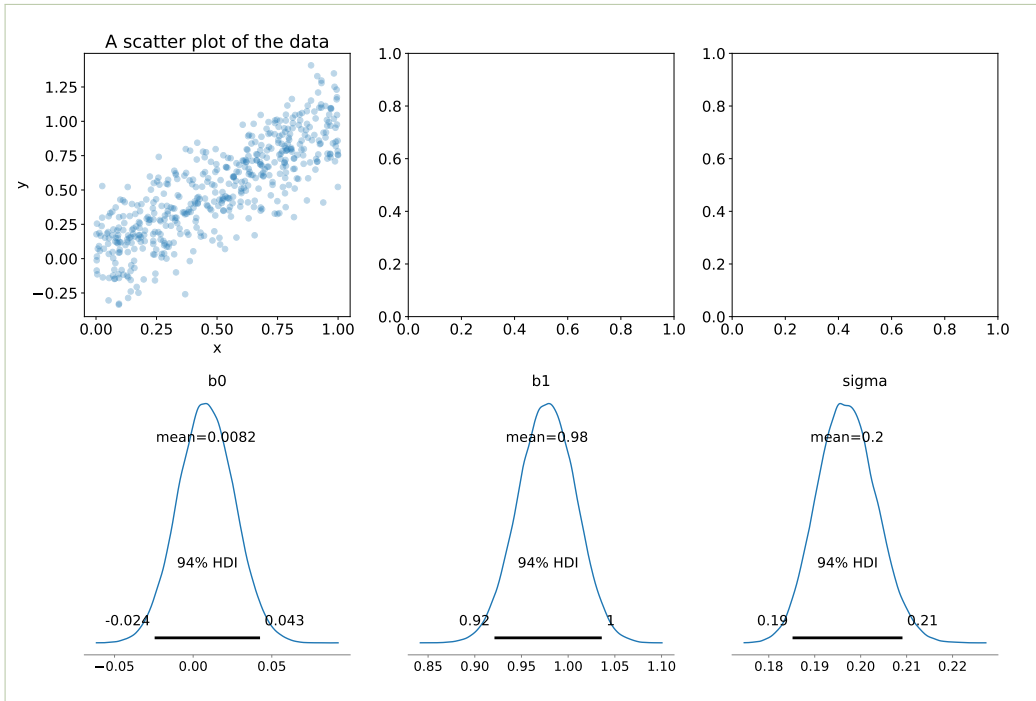 A scatter plot of the data
1.25
1.00
0.75
0.50
0.25
0.00
−0.25
y
0.00 0.25 0.50 0.75 1.00
x
1.0
0.8
0.6
0.4
0.2
0.0
0.0 0.2 0.4 0.6 0.8 1.0
1.0
0.8
0.6
0.4
0.2
0.0
0.0 0.2 0.4 0.6 0.8 1.0
b0
mean=0.0082
94% HDI
-0.024 0.043
−0.05 0.00 0.05
b1
mean=0.98
94% HDI
0.92 1
0.85 0.90 0.95 1.00 1.05 1.10
sigma
mean=0.2
94% HDI
0.19 0.21
0.18 0.19 0.20 0.21 0.22